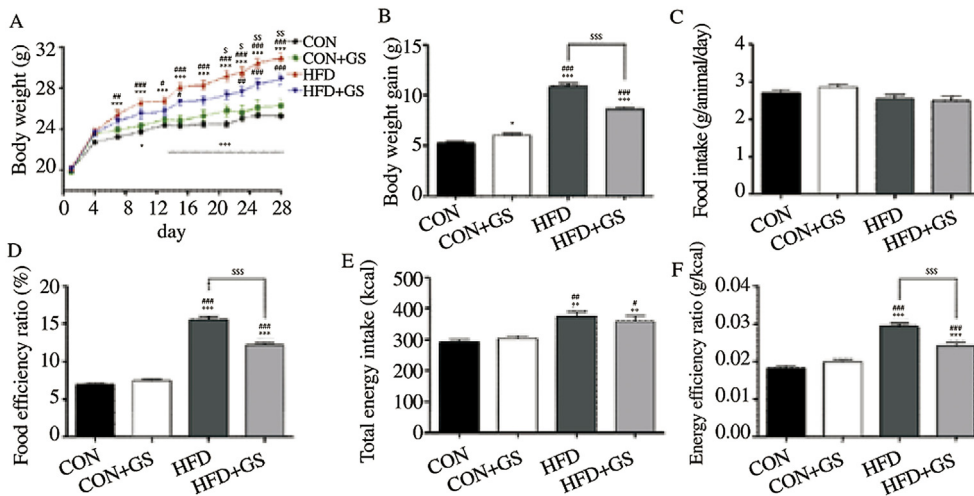 A
Body weight (g)
32
28
24
20
0 4 8 12 16 20 24 28
day
CON
CON+GS
HFD
HFD+GS
## ### # ### ### ### ### ### ###
*** *** *** *** *** *** *** *** ***
$ $ $$ $$
# ## ### ###
* ***
B
Body weight gain (g)
15
10
5
0
*
###
***
###
***
$$$
CON CON+GS HFD HFD+GS
C
Food intake (g/animal/day)
4
3
2
1
0
CON CON+GS HFD HFD+GS
D
Food efficiency ratio (%)
20
15
10
5
0
###
***
###
***
$$$
CON CON+GS HFD HFD+GS
E
Total energy intake (kcal)
500
400
300
200
100
0
##
**
#
**
CON CON+GS HFD HFD+GS
F
Energy efficiency ratio (g/kcal)
0.04
0.03
0.02
0.01
0.00
###
***
###
***
$$$
CON CON+GS HFD HFD+GS